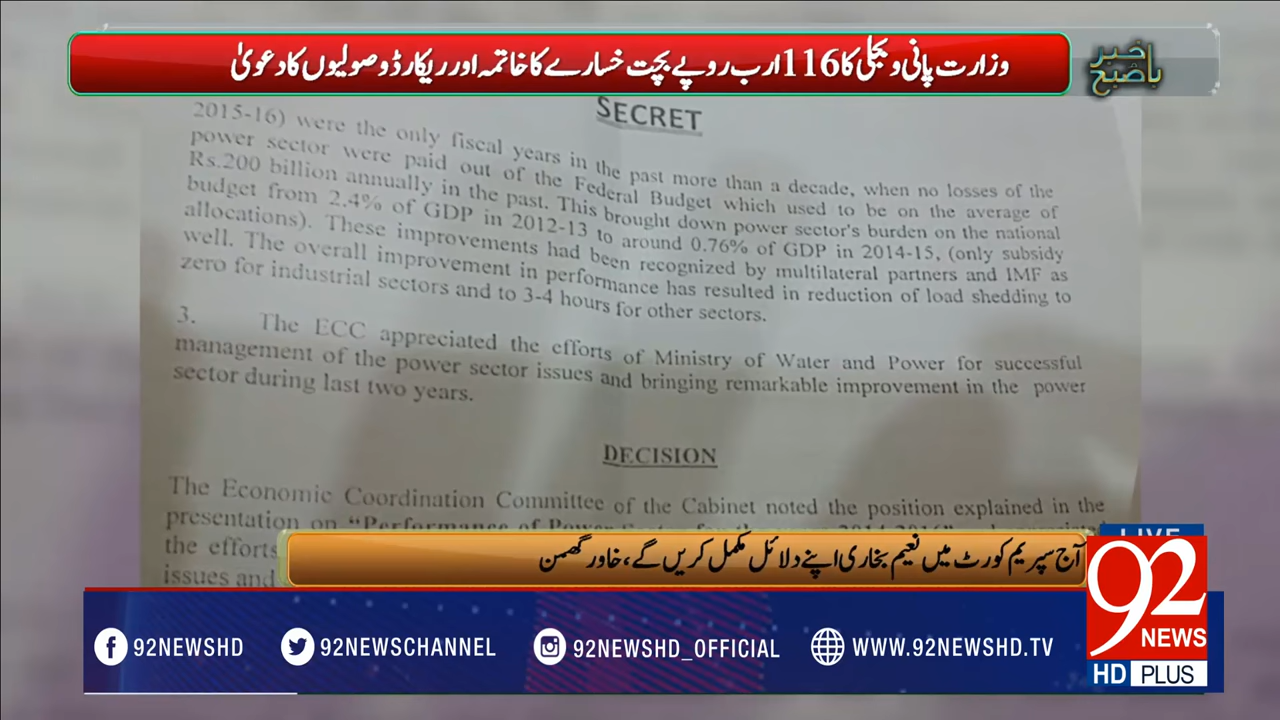 وزارت پانی و بجلی کا 116 ارب روپے بچت خسارے کا خاتمہ اور ریکارڈ وصولیوں کا دعویٰ
باخبر صبح
SECRET
2015-16) were the only fiscal years in the past more than a decade, when no losses of the
power sector were paid out of the Federal Budget which used to be on the average of
Rs.200 billion annually in the past. This brought down power sector's burden on the national
budget from 2.4% of GDP in 2012-13 to around 0.76% of GDP in 2014-15, (only subsidy
allocations). These improvements had been recognized by multilateral partners and IMF as
well. The overall improvement in performance has resulted in reduction of load shedding to
zero for industrial sectors and to 3-4 hours for other sectors.
3. The ECC appreciated the efforts of Ministry of Water and Power for successful
management of the power sector issues and bringing remarkable improvement in the power
sector during last two years.
DECISION
The Economic Coordination Committee of the Cabinet noted the position explained in the
presentation on "Performance of Power
the efforts
issues and
آج سپریم کورٹ میں نعیم بخاری اپنے دلائل مکمل کریں گے، خاور گھمن
LIVE
92
NEWS
HD PLUS
92NEWSHD
92NEWSCHANNEL
92NEWSHD_OFFICIAL
WWW.92NEWSHD.TV